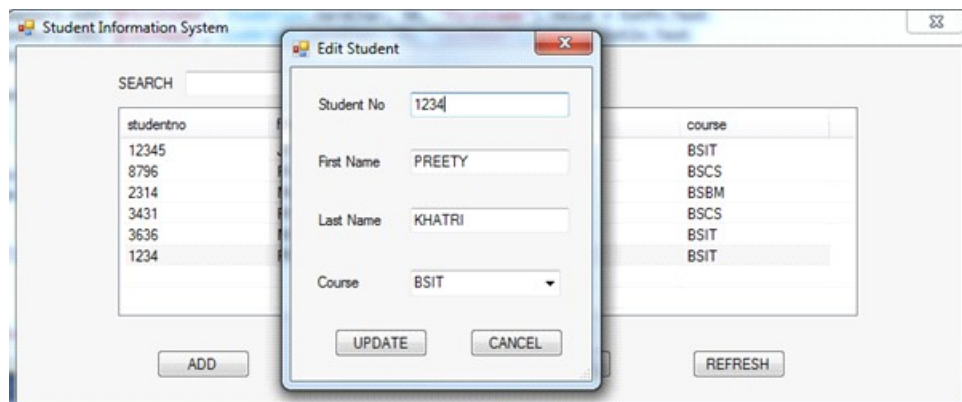 Student Information System
Edit Student
SEARCH
Student No 1234
studentno course
12345 BSIT
First Name PREETY
8796 BSCS
2314 BSBM
3431 BSCS
Last Name KHATRI
3636 BSIT
1234 BSIT
Course BSIT
UPDATE CANCEL
ADD REFRESH